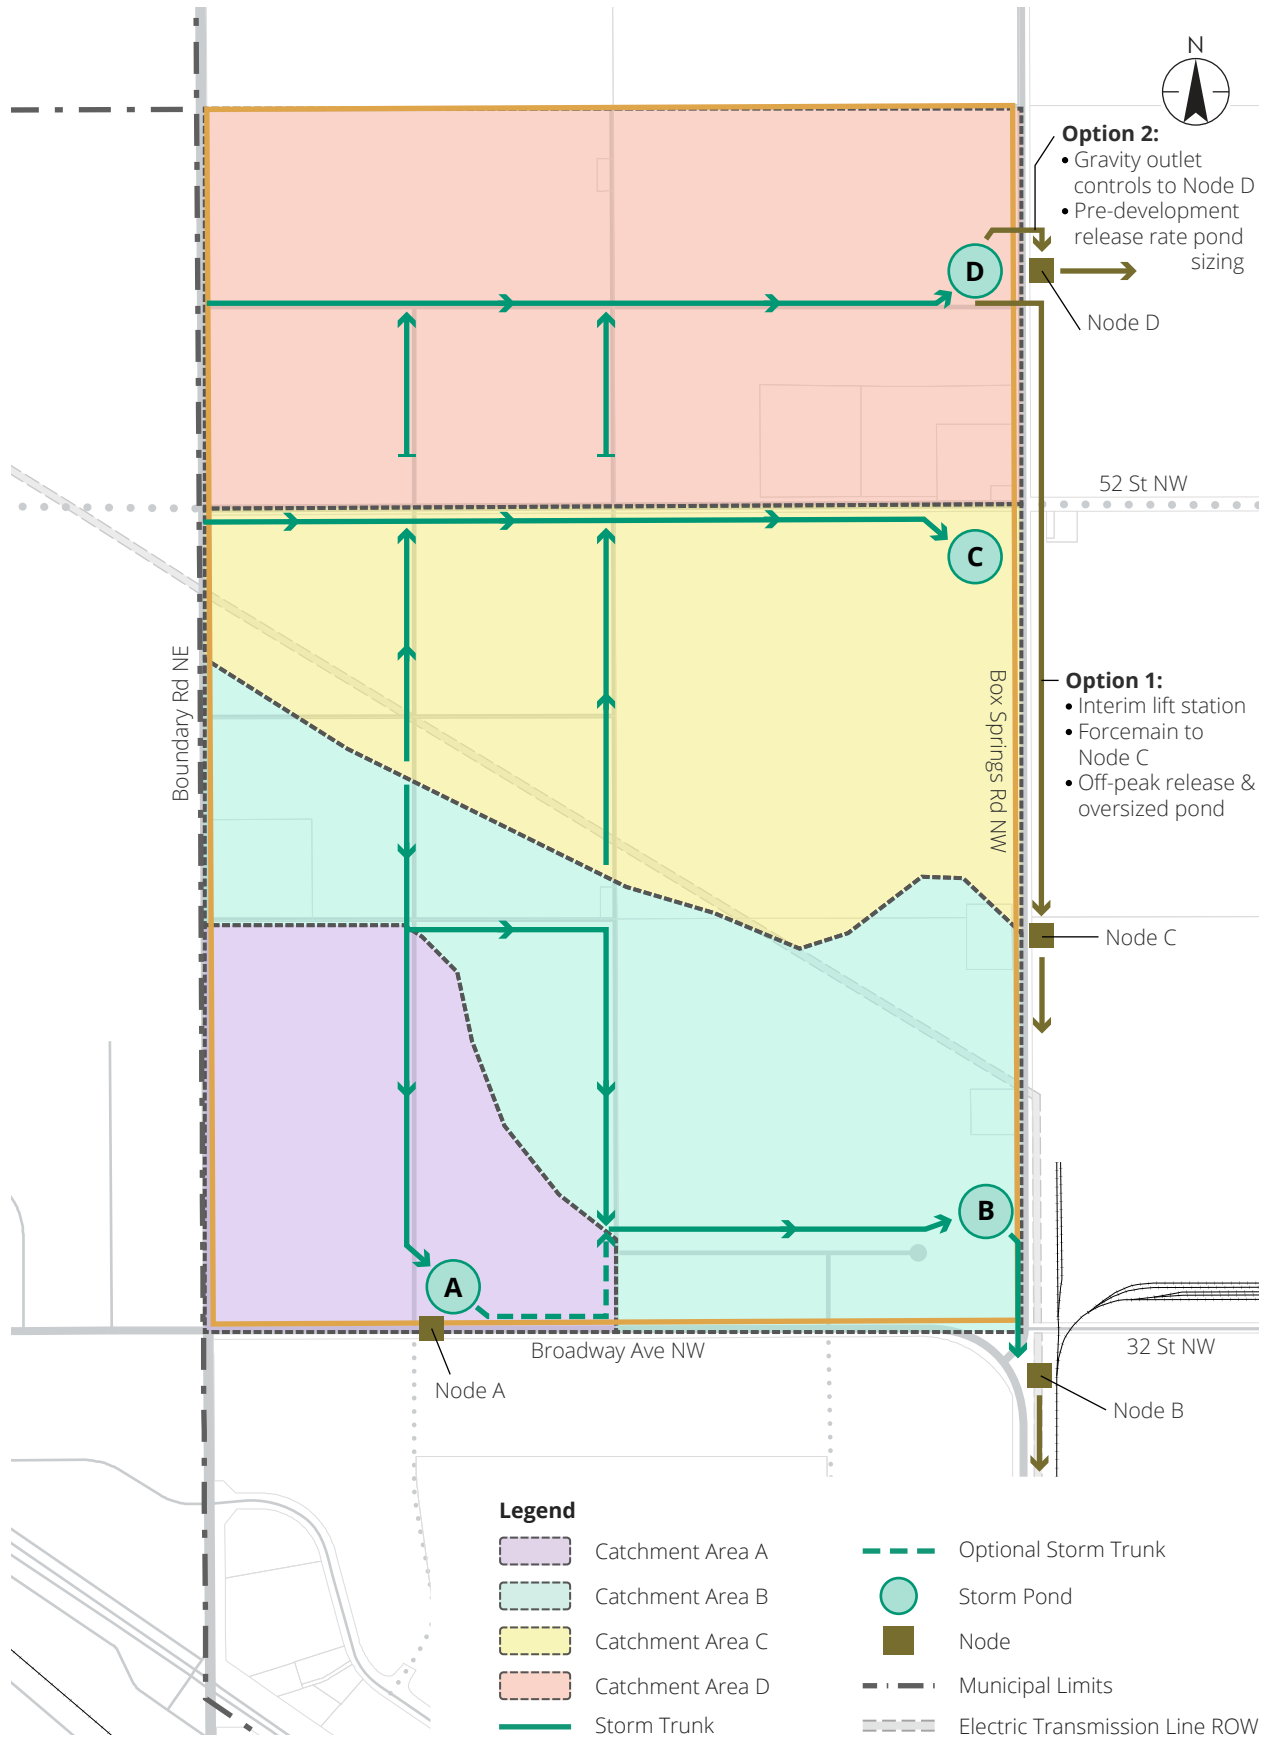 N
Option 2:
• Gravity outlet
controls to Node D
• Pre-development
release rate pond
sizing
D
Node D
52 St NW
C
Boundary Rd NE
Box Springs Rd NW
Option 1:
• Interim lift station
• Forcemain to
Node C
• Off-peak release &
oversized pond
Node C
B
A
Broadway Ave NW
32 St NW
Node A
Node B
Legend
Catchment Area A
Catchment Area B
Catchment Area C
Catchment Area D
Storm Trunk
Optional Storm Trunk
Storm Pond
Node
Municipal Limits
Electric Transmission Line ROW